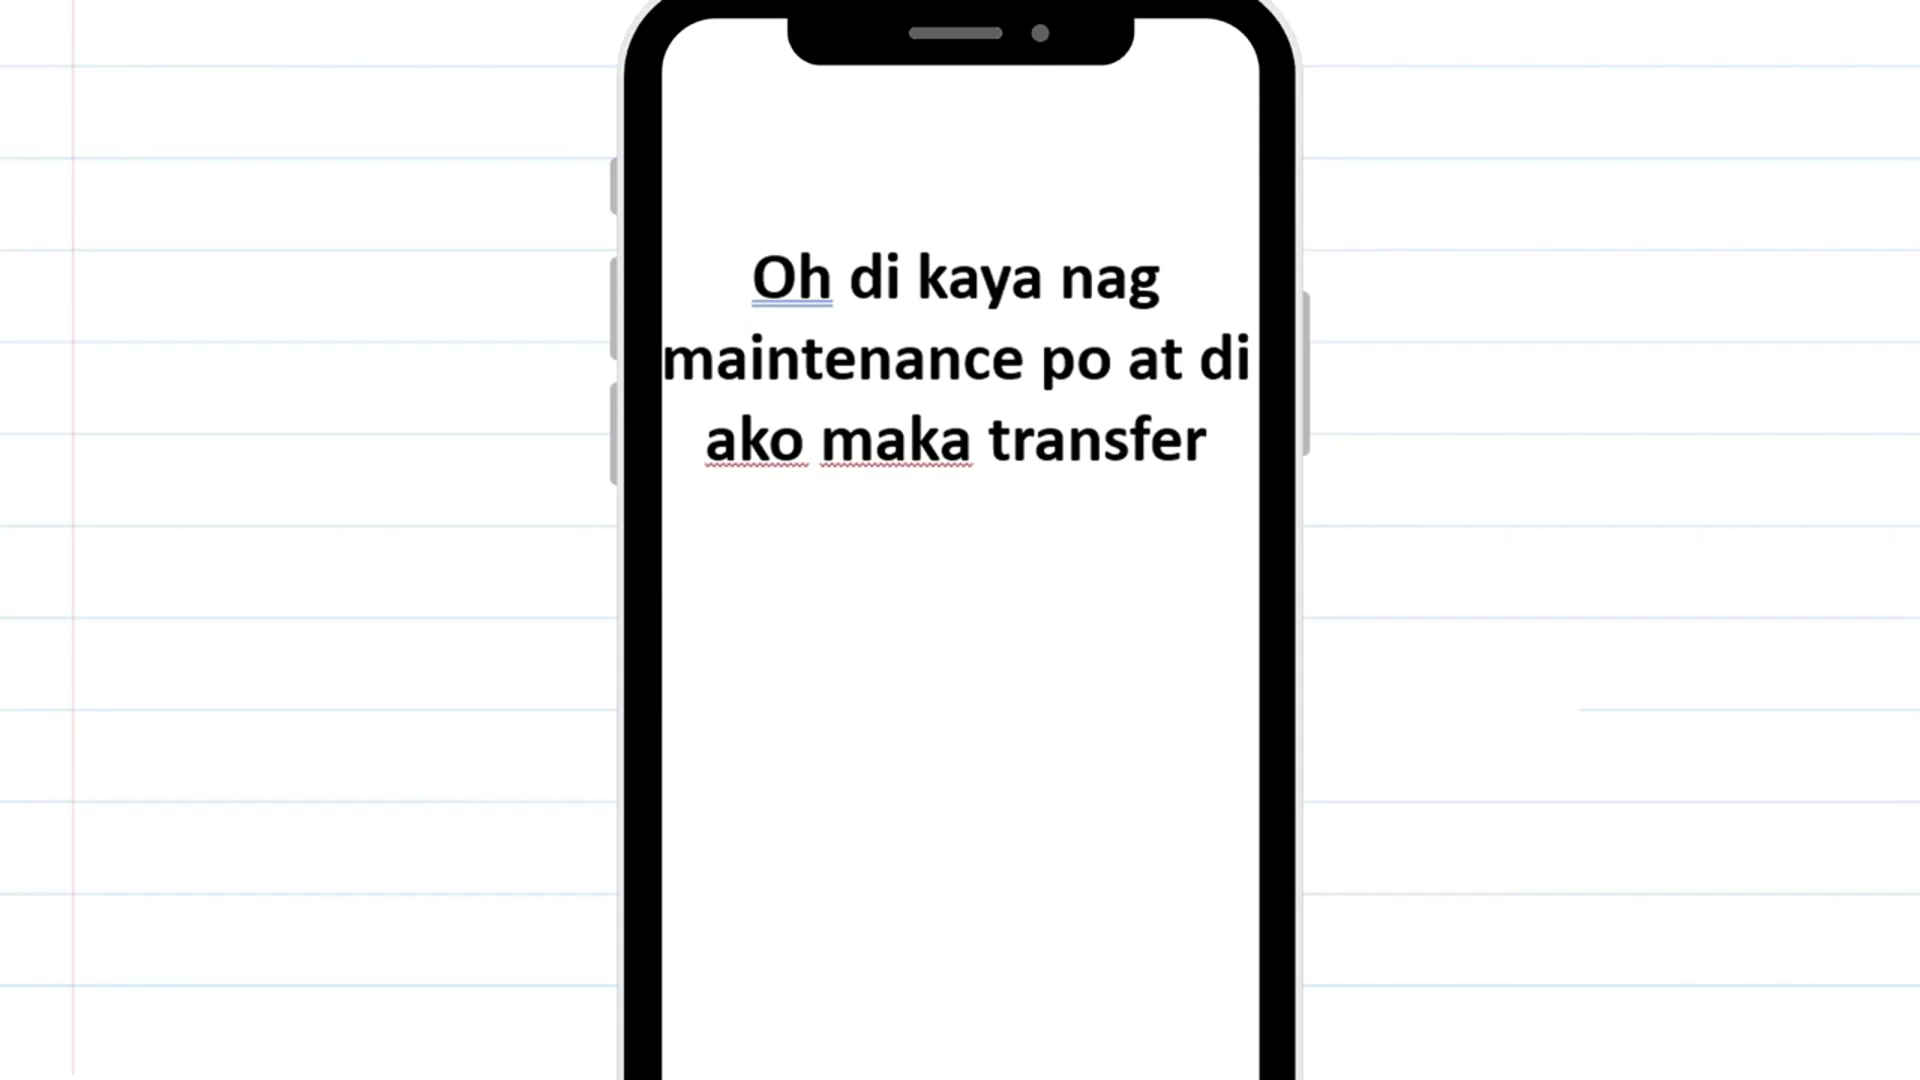 Oh di kaya nag
maintenance po at di
ako maka transfer